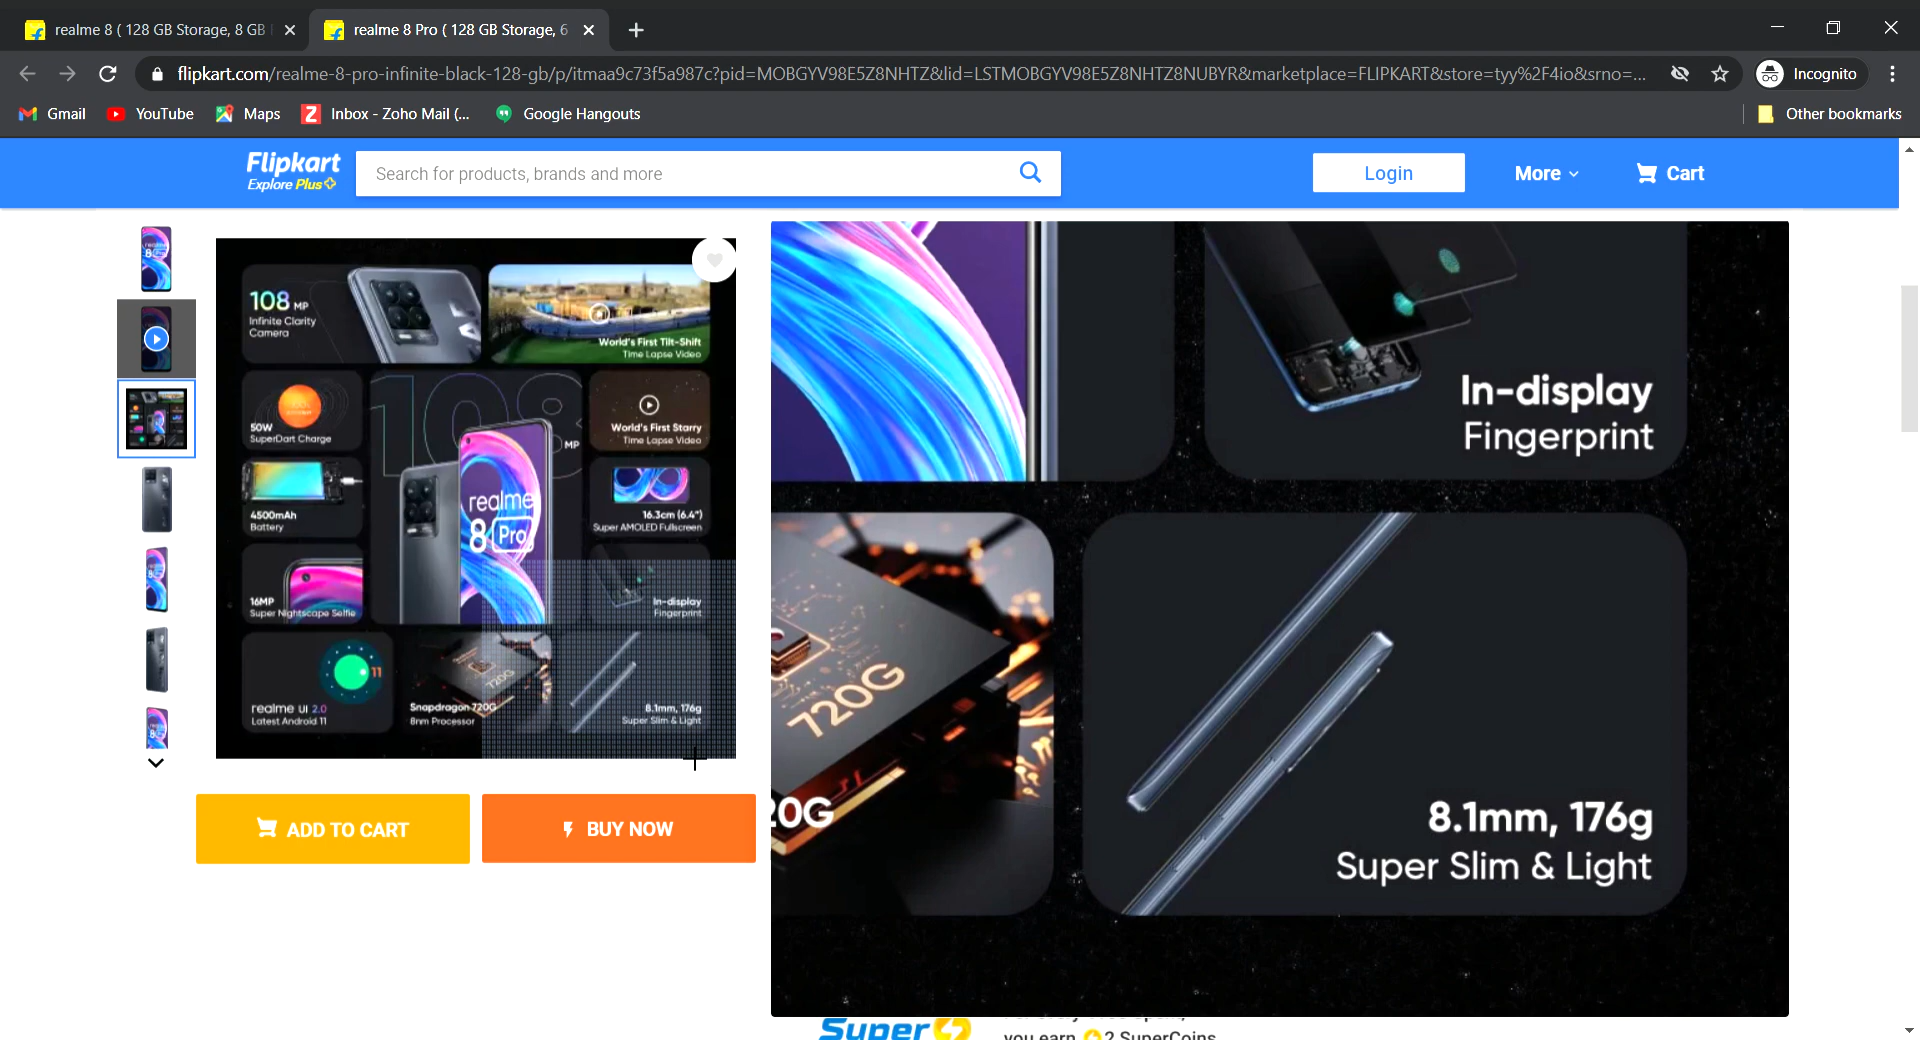 realme 8 ( 128 GB Storage, 8 GB
realme 8 Pro ( 128 GB Storage, 6
flipkart.com/realme-8-pro-infinite-black-128-gb/p/itmaa9c73f5a987c?pid=MOBGYV98E5Z8NHTZ&lid=LSTMOBGYV98E5Z8NHTZ8NUBYR&marketplace=FLIPKART&store=tyy%2F4io&srno=...
Incognito
Gmail
YouTube
Maps
Inbox - Zoho Mail (...
Google Hangouts
Other bookmarks
Flipkart
Explore Plus
Search for products, brands and more
Login
More
Cart
108 MP
Infinite Clarity
Camera
World's First Tilt-Shift
Time Lapse Video
50W
SuperDart Charge
108
MP
World's First Starry
Time Lapse Video
4500mAh
Battery
realme
8 Pro
16.3cm (6.4")
Super AMOLED Fullscreen
16MP
Super Nightscape Selfie
In-display
Fingerprint
realme UI 2.0
Latest Android 11
11
720G
Snapdragon 720G
8nm Processor
8.1mm, 176g
Super Slim & Light
ADD TO CART
BUY NOW
In-display
Fingerprint
720G
20G
8.1mm, 176g
Super Slim & Light
Super
you earn 2 SuperCoins